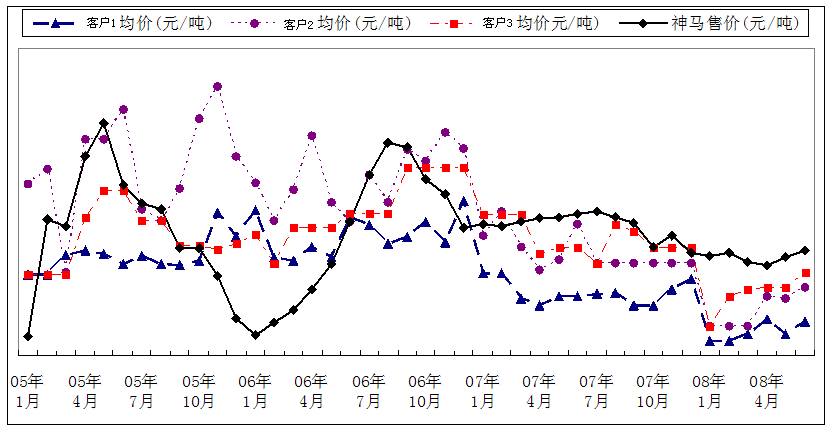 客户1均价(元/吨) 客户2均价(元/吨) 客户3均价元/吨) 神马售价(元/吨)
05年 05年 05年 05年 06年 06年 06年 06年 07年 07年 07年 07年 08年 08年
1月 4月 7月 10月 1月 4月 7月 10月 1月 4月 7月 10月 1月 4月